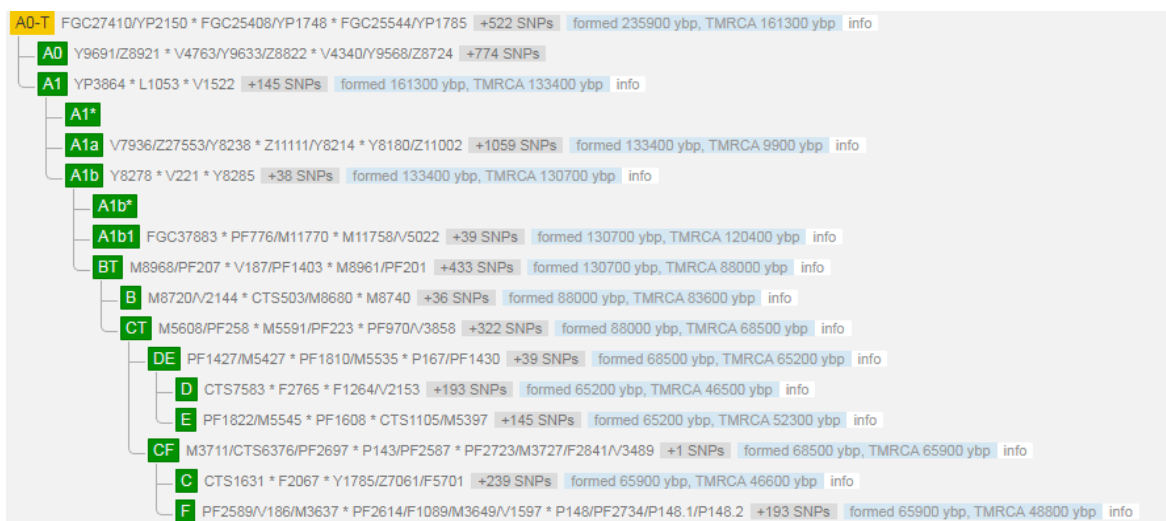 A0-T FGC27410/YP2150 * FGC25408/YP1748 * FGC25544/YP1785 +522 SNPs formed 235900 ybp, TMRCA 161300 ybp info
A0 Y9691/Z8921 * V4763/Y9633/Z8822 * V4340/Y9568/Z8724 +774 SNPs
A1 YP3864 * L1053 * V1522 +145 SNPs formed 161300 ybp, TMRCA 133400 ybp info
A1*
A1a V7936/Z27553/Y8238 * Z11111/Y8214 * Y8180/Z11002 +1059 SNPs formed 133400 ybp, TMRCA 9900 ybp info
A1b Y8278 * V221 * Y8285 +38 SNPs formed 133400 ybp, TMRCA 130700 ybp info
A1b*
A1b1 FGC37883 * PF776/M11770 * M11758/V5022 +39 SNPs formed 130700 ybp, TMRCA 120400 ybp info
BT M8968/PF207 * V187/PF1403 * M8961/PF201 +433 SNPs formed 130700 ybp, TMRCA 88000 ybp info
B M8720/V2144 * CTS503/M8680 * M8740 +36 SNPs formed 88000 ybp, TMRCA 83600 ybp info
CT M5608/PF258 * M5591/PF223 * PF970/V3858 +322 SNPs formed 88000 ybp, TMRCA 68500 ybp info
DE PF1427/M5427 * PF1810/M5535 * P167/PF1430 +39 SNPs formed 68500 ybp, TMRCA 65200 ybp info
D CTS7583 * F2765 * F1264/V2153 +193 SNPs formed 65200 ybp, TMRCA 46500 ybp info
E PF1822/M5545 * PF1608 * CTS1105/M5397 +145 SNPs formed 65200 ybp, TMRCA 52300 ybp info
CF M3711/CTS6376/PF2697 * P143/PF2587 * PF2723/M3727/F2841/V3489 +1 SNPs formed 68500 ybp, TMRCA 65900 ybp info
C CTS1631 * F2067 * Y1785/Z7061/F5701 +239 SNPs formed 65900 ybp, TMRCA 46600 ybp info
F PF2589/V186/M3637 * PF2614/F1089/M3649/V1597 * P148/PF2734/P148.1/P148.2 +193 SNPs formed 65900 ybp, TMRCA 48800 ybp info